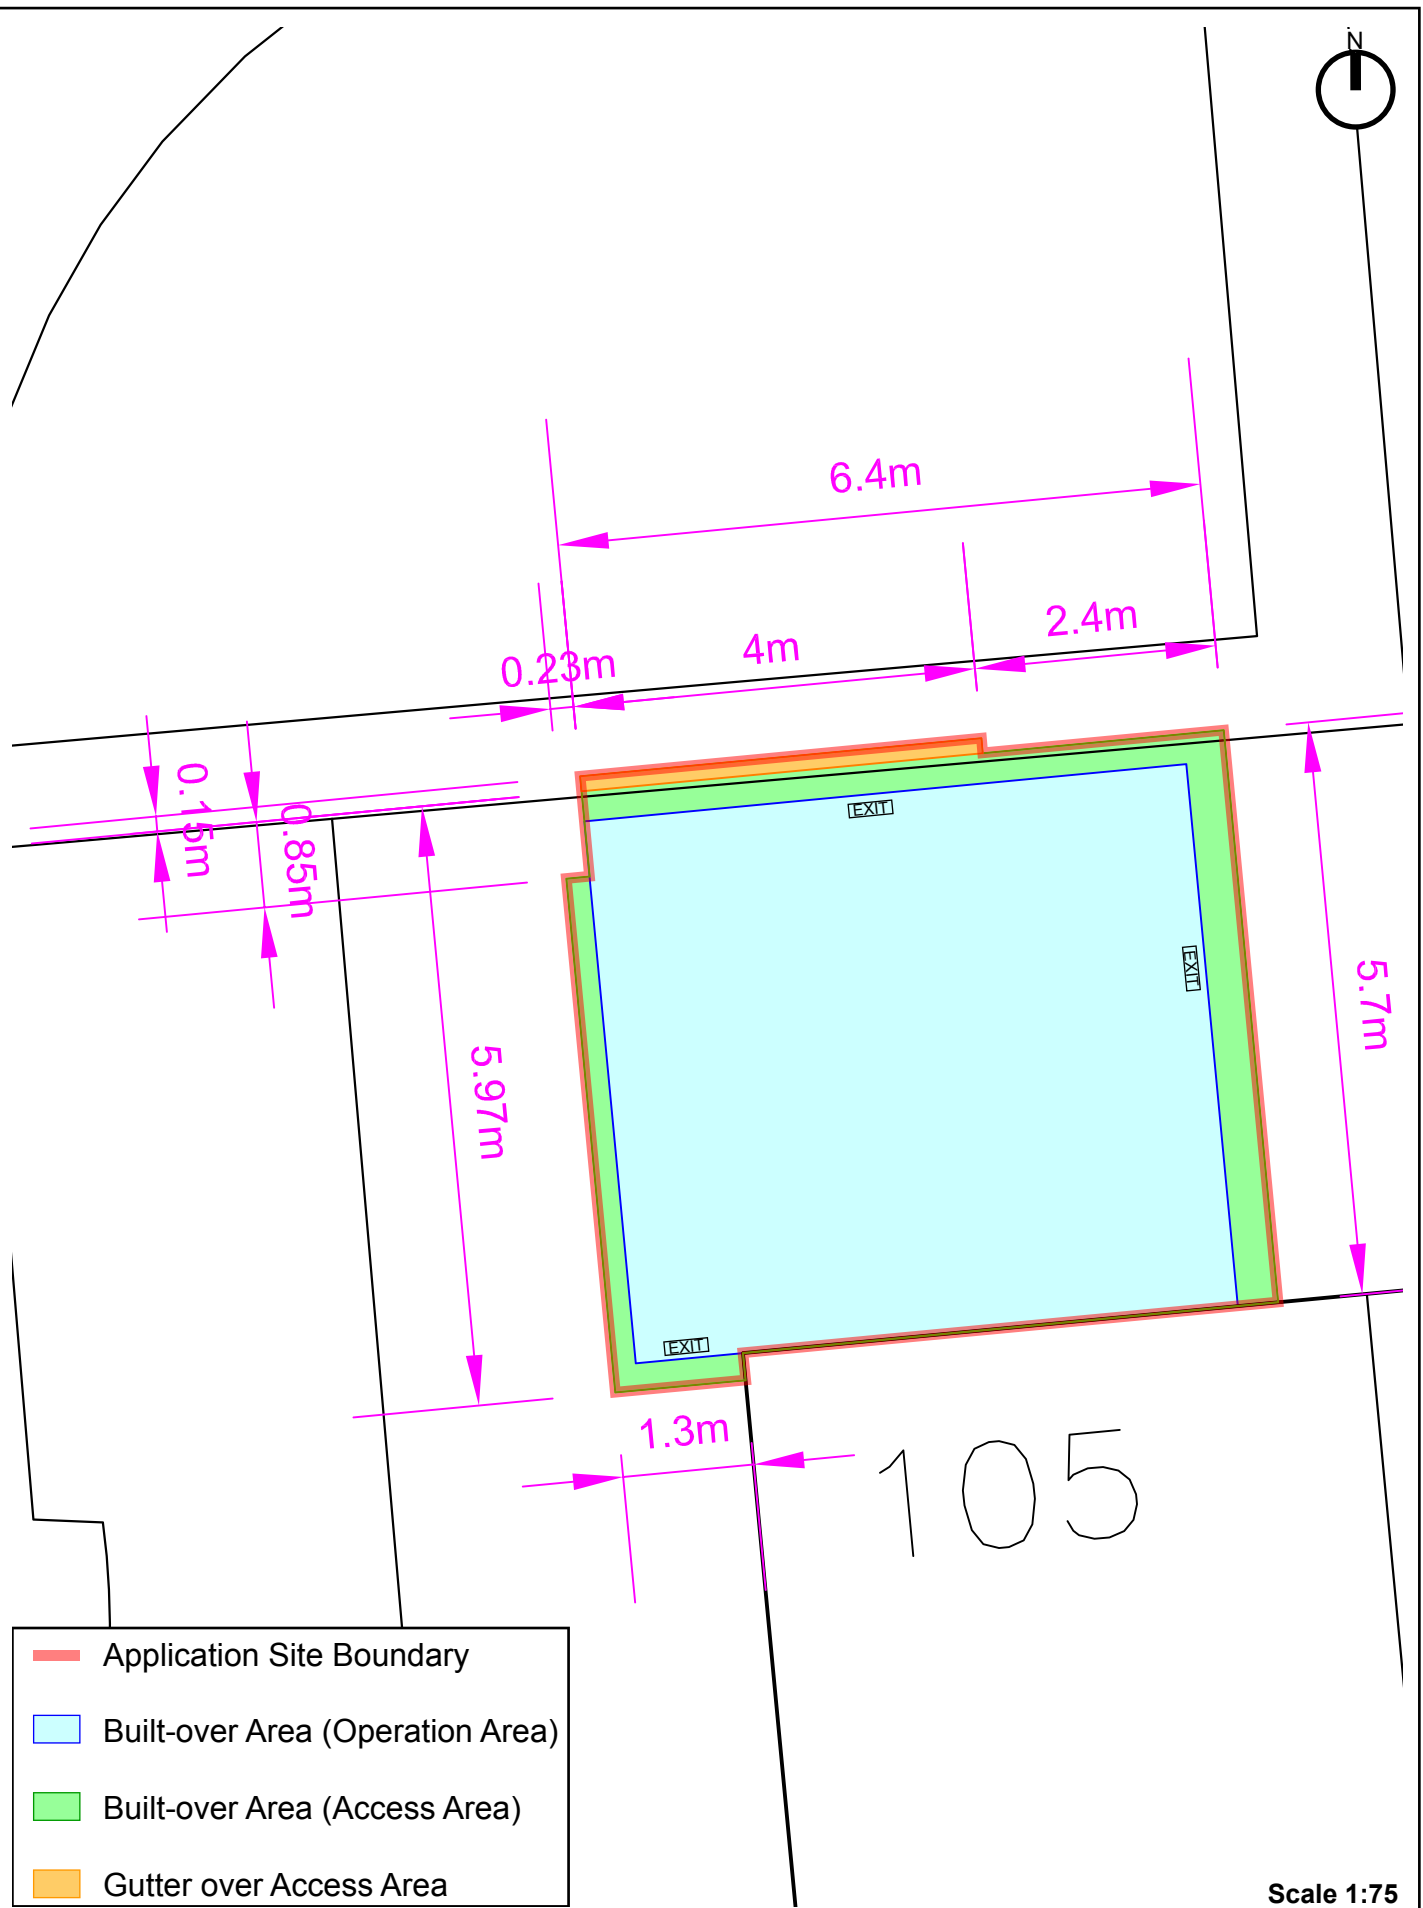 N
6.4m
2.4m
4m
0.23m
0.15m
0.85m
EXIT
EXIT
5.7m
5.97m
EXIT
1.3m
105
Application Site Boundary
Built-over Area (Operation Area)
Built-over Area (Access Area)
Gutter over Access Area
Scale 1:75